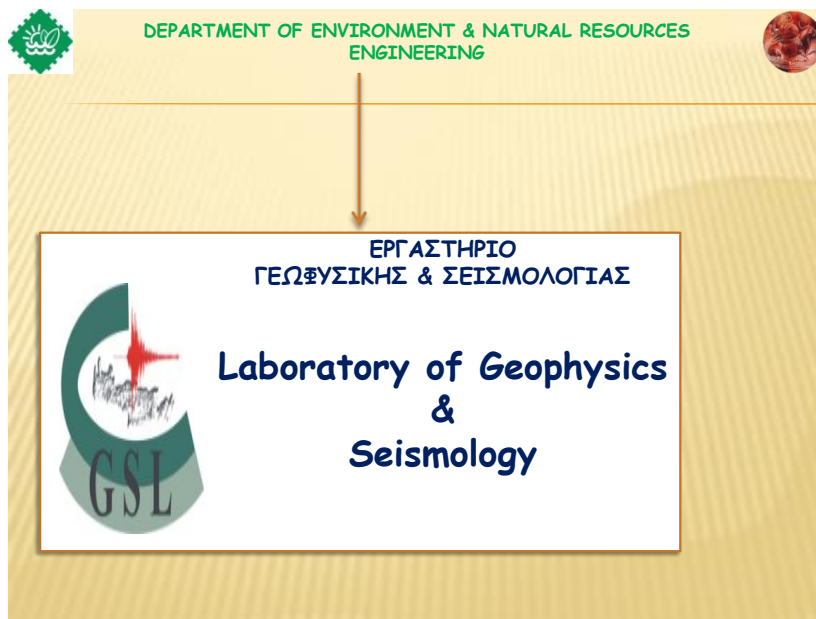 DEPARTMENT OF ENVIRONMENT & NATURAL RESOURCES
ENGINEERING
ΕΡΓΑΣΤΗΡΙΟ
ΓΕΩΦΥΣΙΚΗΣ & ΣΕΙΣΜΟΛΟΓΙΑΣ
Laboratory of Geophysics
&
Seismology
GSL